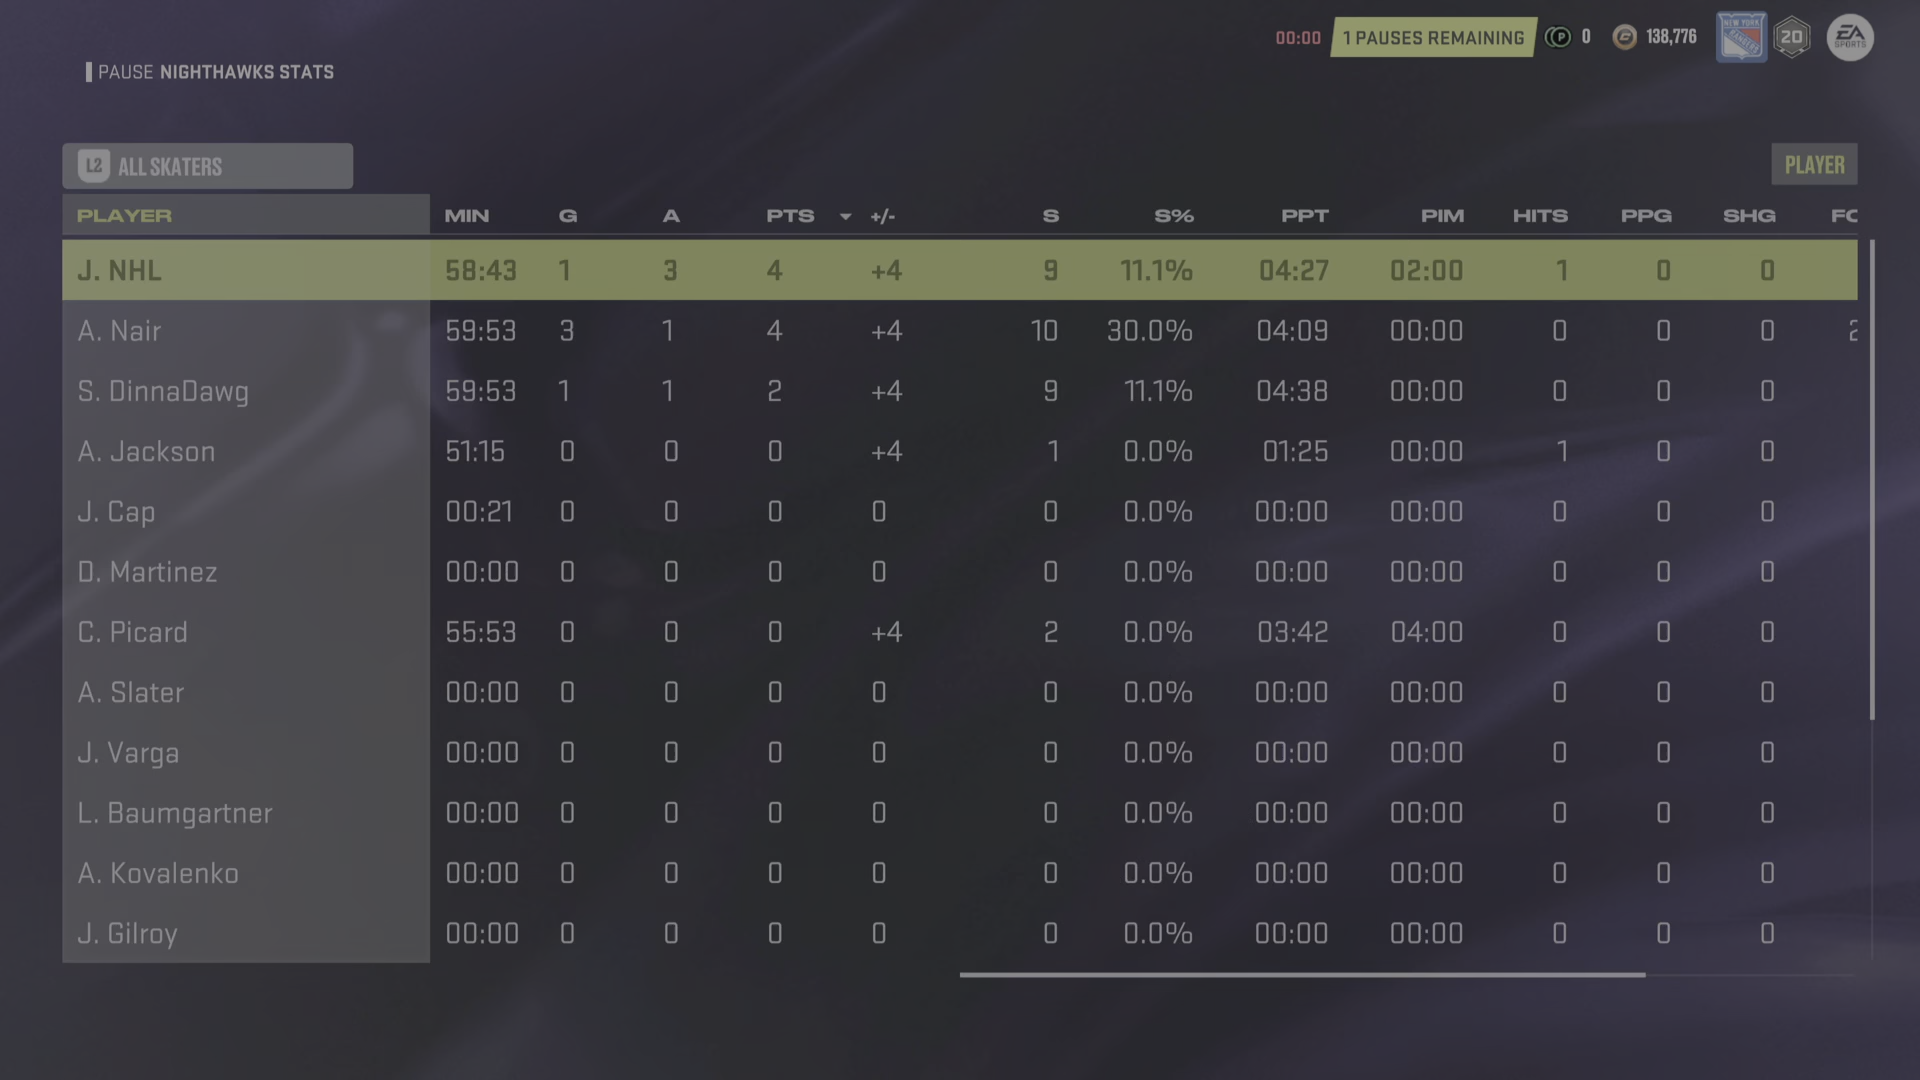 00:00 1 PAUSES REMAINING P 0 C 138,776 NEW YORK RANGERS 20 EA SPORTS
PAUSE NIGHTHAWKS STATS
L2 ALL SKATERS PLAYER
PLAYER MIN G A PTS +/- S S% PPT PIM HITS PPG SHG FO
J. NHL 58:43 1 3 4 +4 9 11.1% 04:27 02:00 1 0 0
A. Nair 59:53 3 1 4 +4 10 30.0% 04:09 00:00 0 0 0 2
S. DinnaDawg 59:53 1 1 2 +4 9 11.1% 04:38 00:00 0 0 0
A. Jackson 51:15 0 0 0 +4 1 0.0% 01:25 00:00 1 0 0
J. Cap 00:21 0 0 0 0 0 0.0% 00:00 00:00 0 0 0
D. Martinez 00:00 0 0 0 0 0 0.0% 00:00 00:00 0 0 0
C. Picard 55:53 0 0 0 +4 2 0.0% 03:42 04:00 0 0 0
A. Slater 00:00 0 0 0 0 0 0.0% 00:00 00:00 0 0 0
J. Varga 00:00 0 0 0 0 0 0.0% 00:00 00:00 0 0 0
L. Baumgartner 00:00 0 0 0 0 0 0.0% 00:00 00:00 0 0 0
A. Kovalenko 00:00 0 0 0 0 0 0.0% 00:00 00:00 0 0 0
J. Gilroy 00:00 0 0 0 0 0 0.0% 00:00 00:00 0 0 0